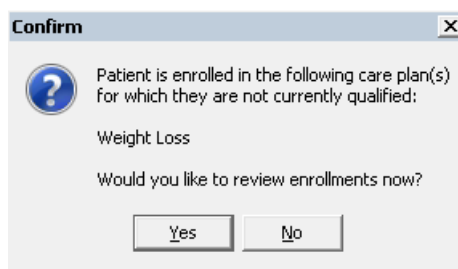 Confirm
Patient is enrolled in the following care plan(s)
for which they are not currently qualified:
Weight Loss
Would you like to review enrollments now?
Yes
No